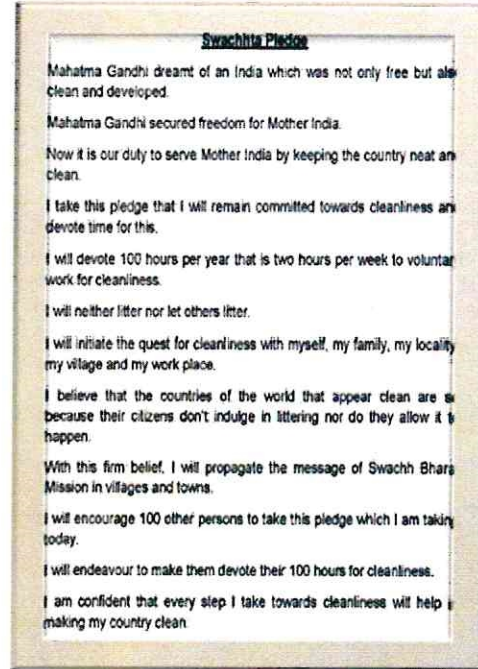 Swachhta Pledge
Mahatma Gandhi dreamt of an India which was not only free but als
clean and developed.
Mahatma Gandhi secured freedom for Mother India.
Now it is our duty to serve Mother India by keeping the country neat an
clean.
I take this pledge that I will remain committed towards cleanliness an
devote time for this.
I will devote 100 hours per year that is two hours per week to voluntar
work for cleanliness.
I will neither litter nor let others litter.
I will initiate the quest for cleanliness with myself, my family, my locality
my village and my work place.
I believe that the countries of the world that appear clean are s
because their citizens don't indulge in littering nor do they allow it t
happen.
With this firm belief, I will propagate the message of Swachh Bhara
Mission in villages and towns.
I will encourage 100 other persons to take this pledge which I am takin
today.
I will endeavour to make them devote their 100 hours for cleanliness.
I am confident that every step I take towards cleanliness will help i
making my country clean